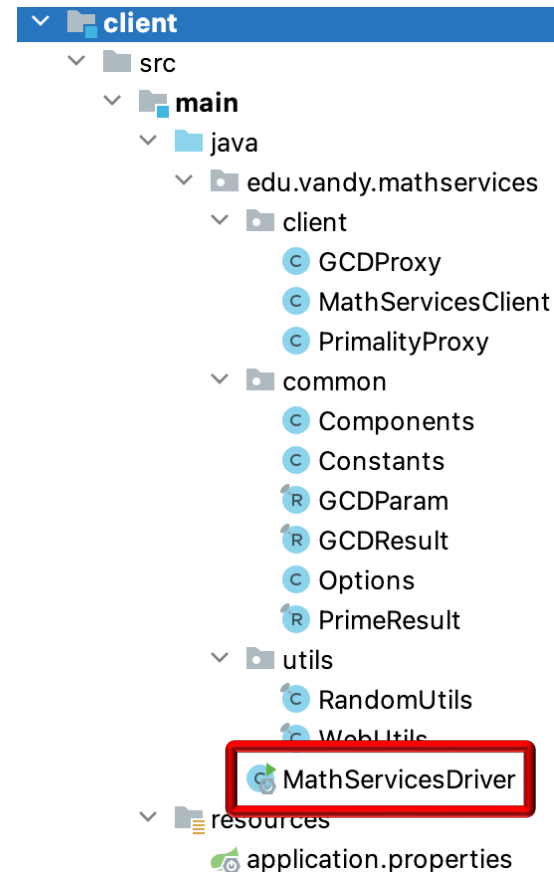 client
src
main
java
edu.vandy.mathservices
client
C GCDProxy
C MathServicesClient
C PrimalityProxy
common
C Components
C Constants
R GCDParam
R GCDResult
C Options
R PrimeResult
utils
C RandomUtils
C WebUtils
C MathServicesDriver
resources
application.properties